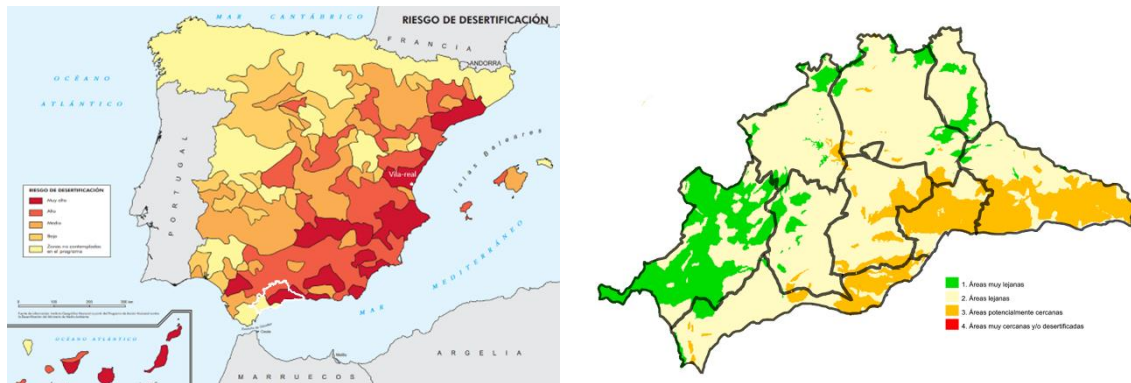 MAR CANTÁBRICO
RIESGO DE DESERTIFICACIÓN
FRANCIA
ANDORRA
OCÉANO
ATLÁNTICO
PORTUGAL
Islas Baleares
Vila-real
RIESGO DE DESERTIFICACIÓN
Muy alto
Alto
Medio
Bajo
Zonas no contempladas
en el programa
MAR MEDITERRÁNEO
Ceuta
Melilla
OCÉANO ATLÁNTICO
ARGELIA
MARRUECOS
1. Áreas muy lejanas
2. Áreas lejanas
3. Áreas potencialmente cercanas
4. Áreas muy cercanas y/o desertificadas